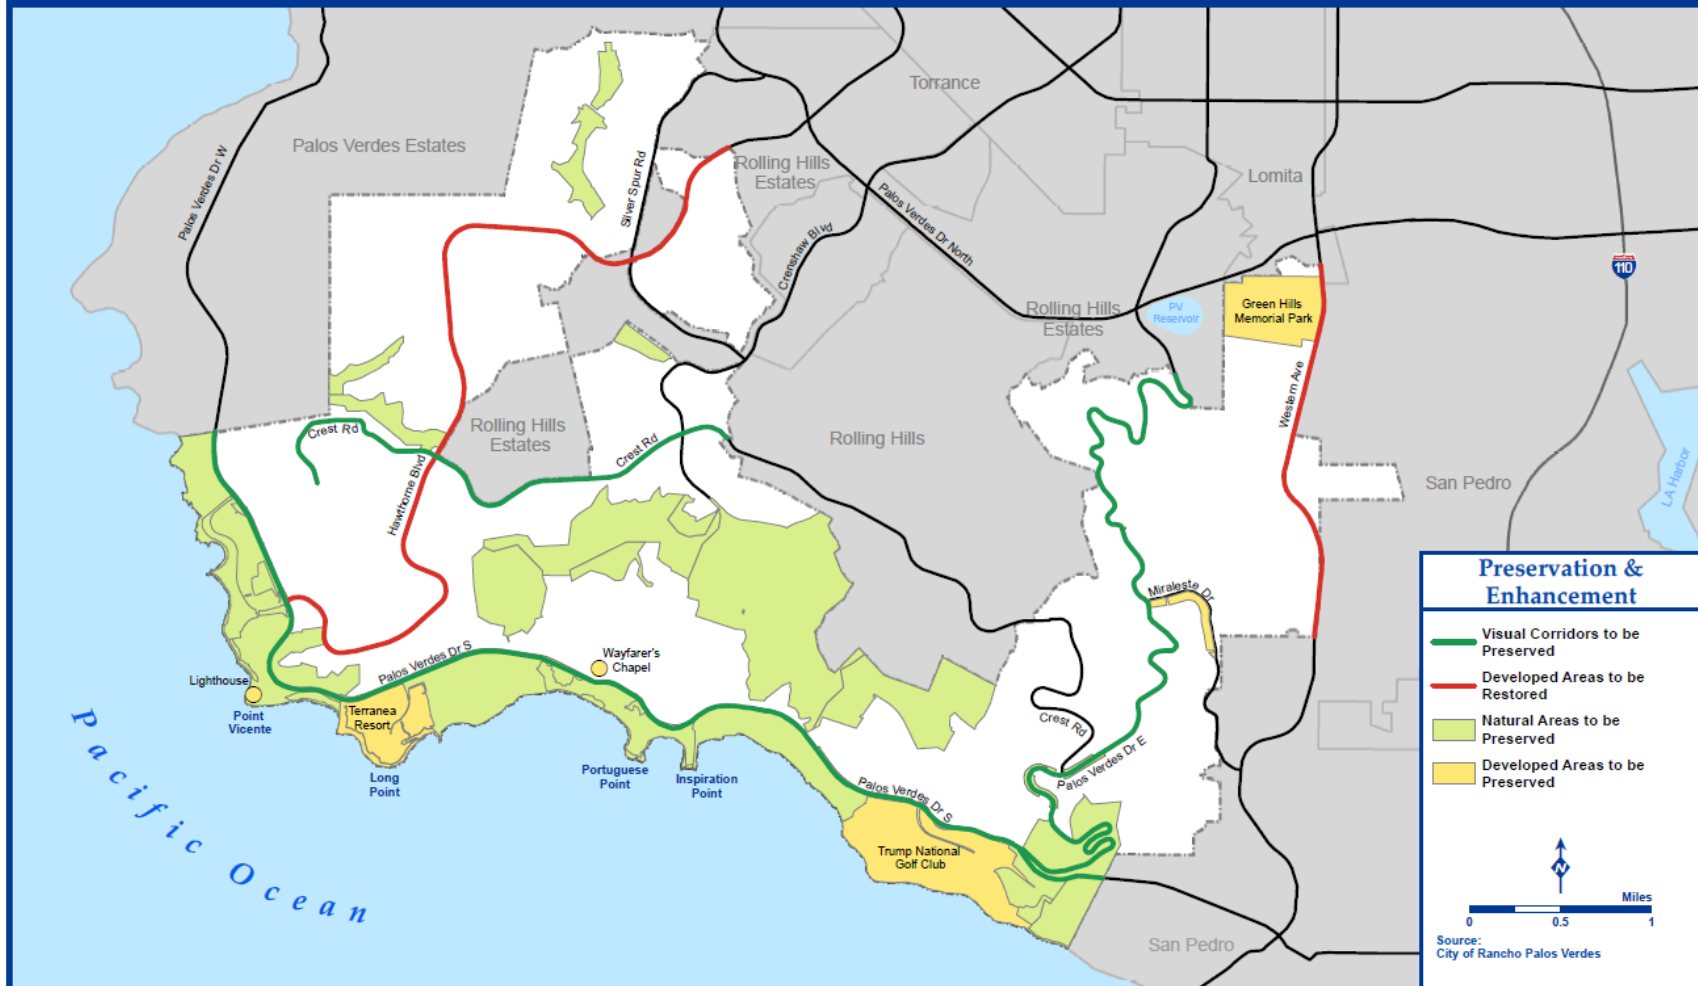 Torrance
Palos Verdes Estates
Palos Verdes Dr W
Silver Spur Rd
Rolling Hills
Estates
Lomita
Palos Verdes Dr North
Crenshaw Blvd
110
Rolling Hills
Estates
PV
Reservoir
Green Hills
Memorial Park
Western Ave
Crest Rd
Rolling Hills
Estates
Crest Rd
Rolling Hills
Hawthorne Blvd
San Pedro
LA Harbor
Miraleste Dr
Palos Verdes Dr S
Wayfarer's
Chapel
Lighthouse
Point
Vicente
Terranea
Resort
Long
Point
Portuguese
Point
Inspiration
Point
Crest Rd
Palos Verdes Dr E
Palos Verdes Dr S
Trump National
Golf Club
San Pedro
Pacific Ocean
Preservation &
Enhancement
Visual Corridors to be
Preserved
Developed Areas to be
Restored
Natural Areas to be
Preserved
Developed Areas to be
Preserved
N
Miles
0 0.5 1
Source:
City of Rancho Palos Verdes